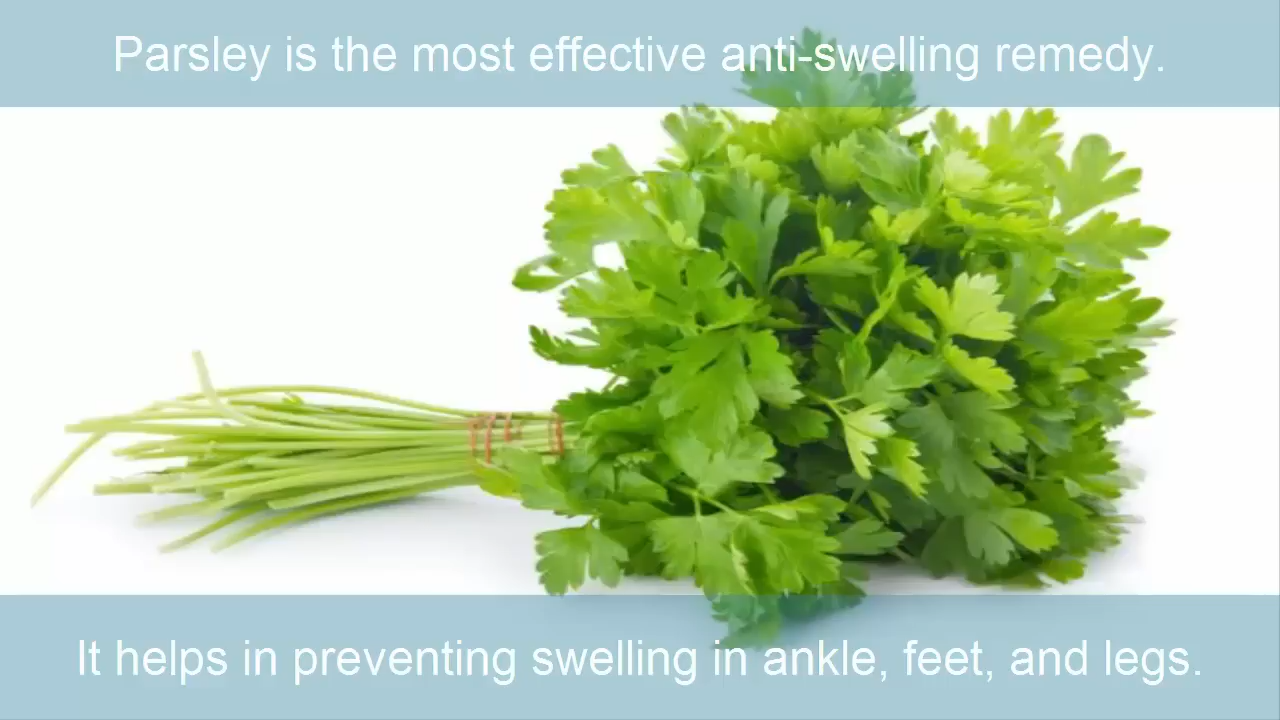 Parsley is the most effective anti-swelling remedy.
It helps in preventing swelling in ankle, feet, and legs.